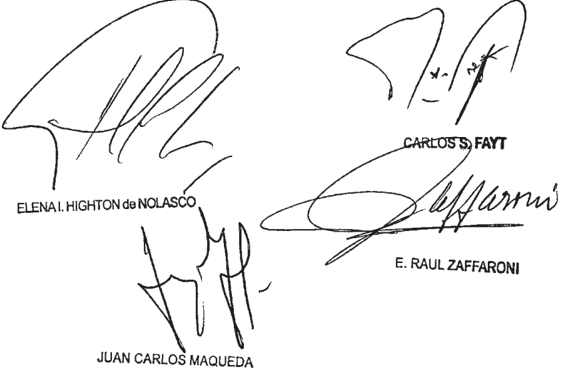 CARLOS S. FAYT
ELENA I. HIGHTON de NOLASCO
Zaffaroni
E. RAUL ZAFFARONI
JUAN CARLOS MAQUEDA